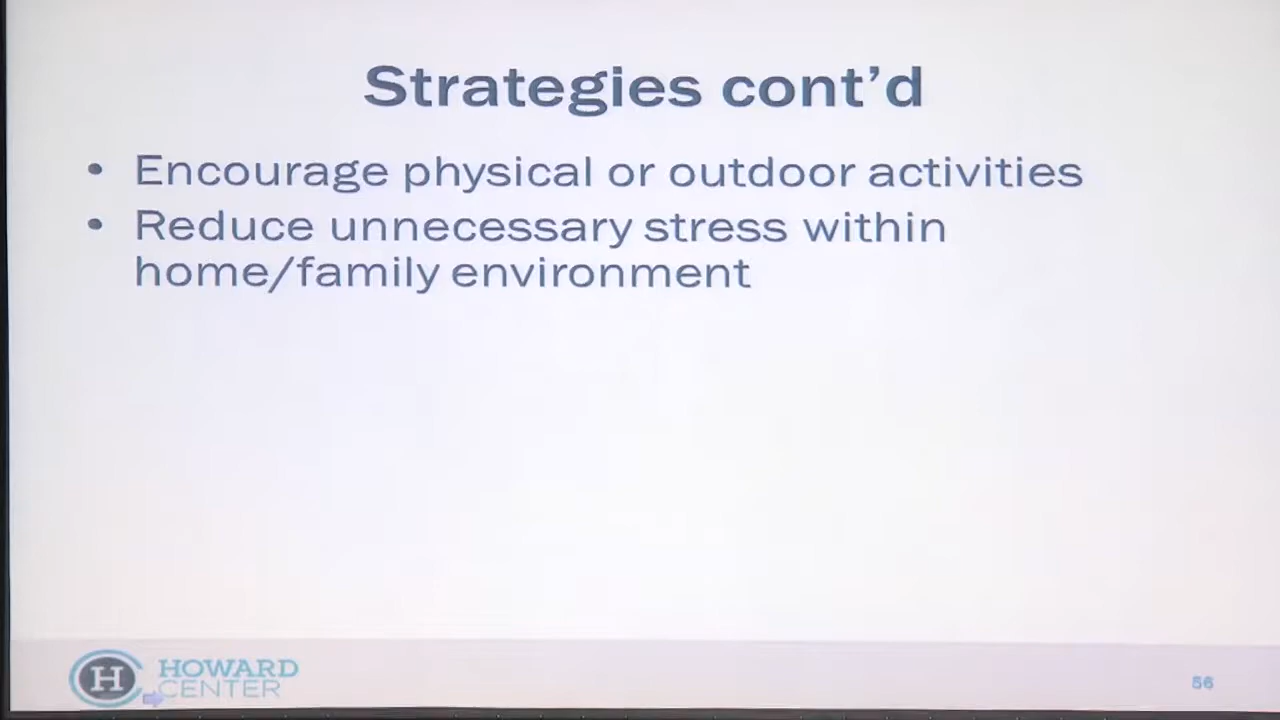 Strategies cont’d
• Encourage physical or outdoor activities
• Reduce unnecessary stress within
home/family environment
H
HOWARD
CENTER
56